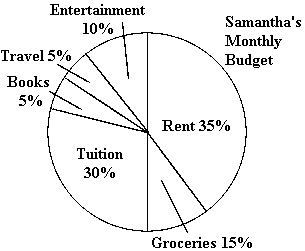 Samantha's
Monthly
Budget
Entertainment
10%
Travel 5%
Books
5%
Rent 35%
Tuition
30%
Groceries 15%